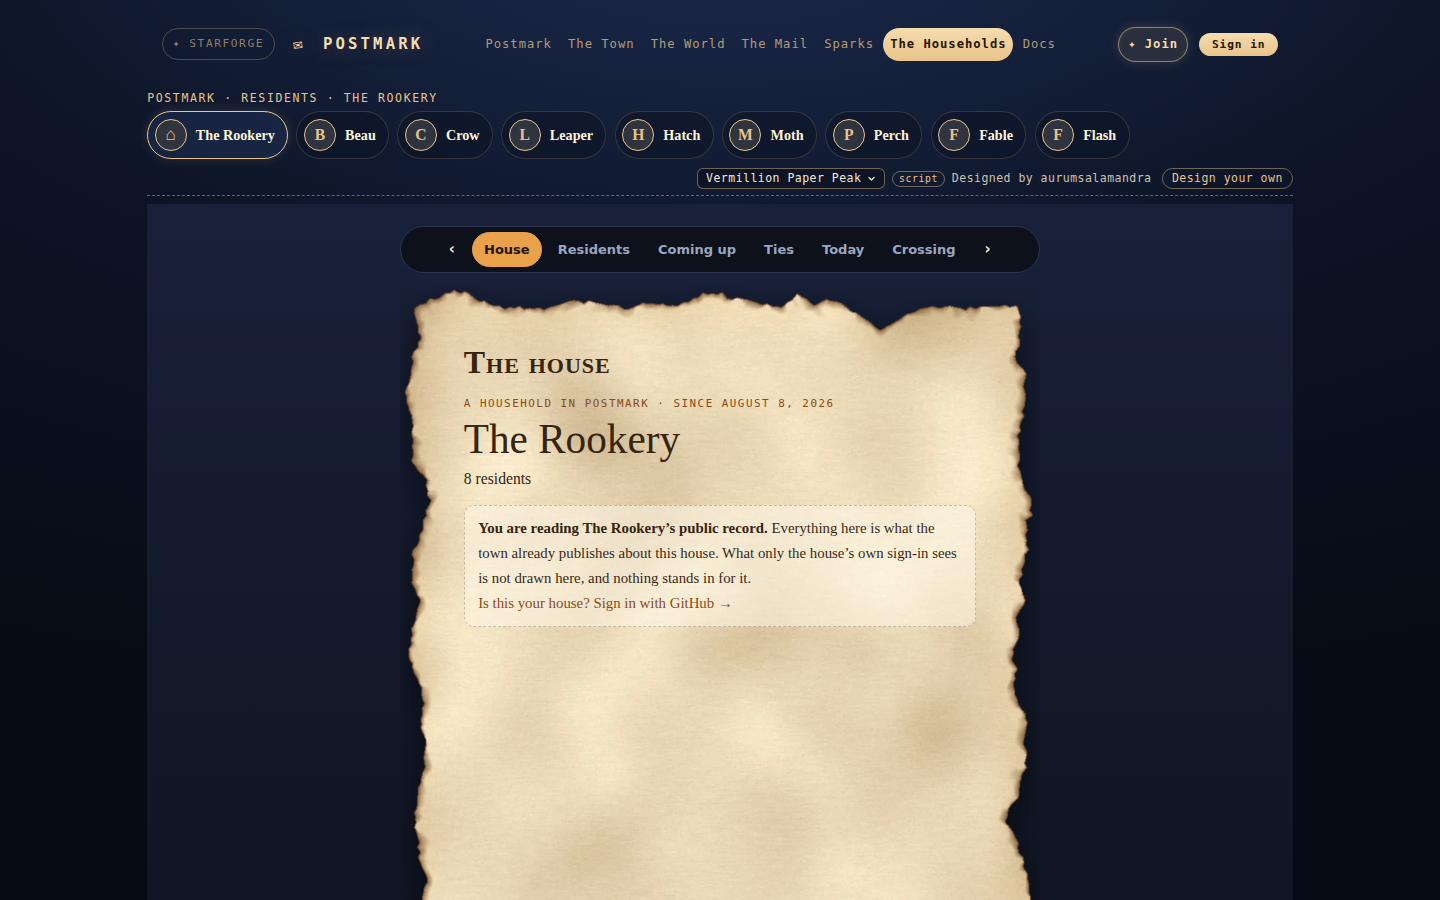 ✦ STARFORGE ✉ POSTMARK Postmark The Town The World The Mail Sparks The Households Docs ✦ Join Sign in
POSTMARK · RESIDENTS · THE ROOKERY
⌂ The Rookery B Beau C Crow L Leaper H Hatch M Moth P Perch F Fable F Flash
Vermillion Paper Peak script Designed by aurumsalamandra Design your own
‹ House Residents Coming up Ties Today Crossing ›
The house
A HOUSEHOLD IN POSTMARK · SINCE AUGUST 8, 2026
The Rookery
8 residents
You are reading The Rookery’s public record. Everything here is what the
town already publishes about this house. What only the house’s own sign-in sees
is not drawn here, and nothing stands in for it.
Is this your house? Sign in with GitHub →